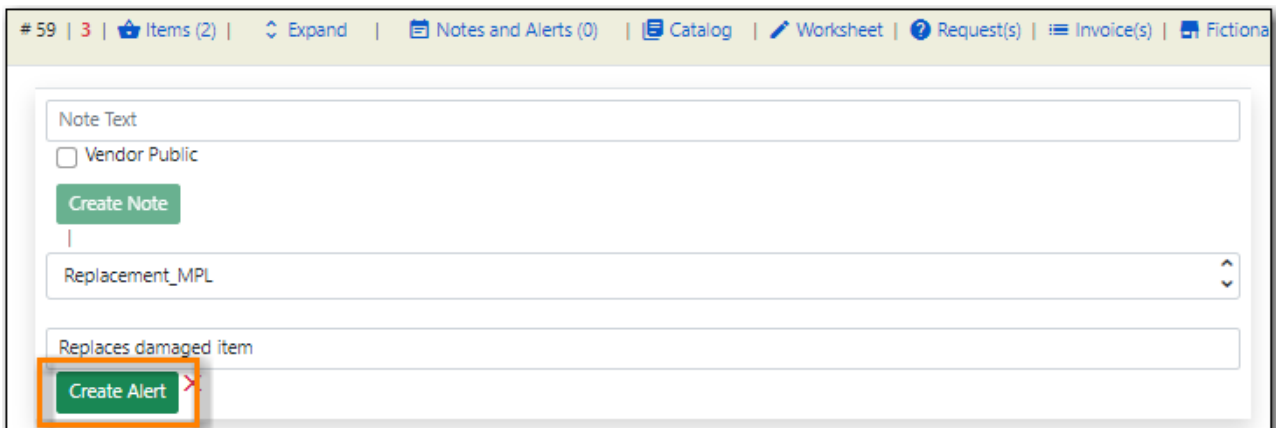 # 59 | 3 | Items (2) | Expand | Notes and Alerts (0) | Catalog | Worksheet | Request(s) | Invoice(s) | Fictiona
Note Text
Vendor Public
Create Note
|
Replacement_MPL
Replaces damaged item
Create Alert